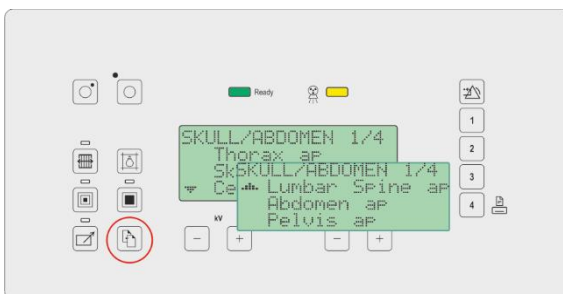 Ready
SKULL/ABDOMEN 1/4
Thorax ap
Sk
Ce
SKULL/ABDOMEN 1/4
Lumbar Spine ap
Abdomen ap
Pelvis ap
1
2
3
4
kV
- + - +